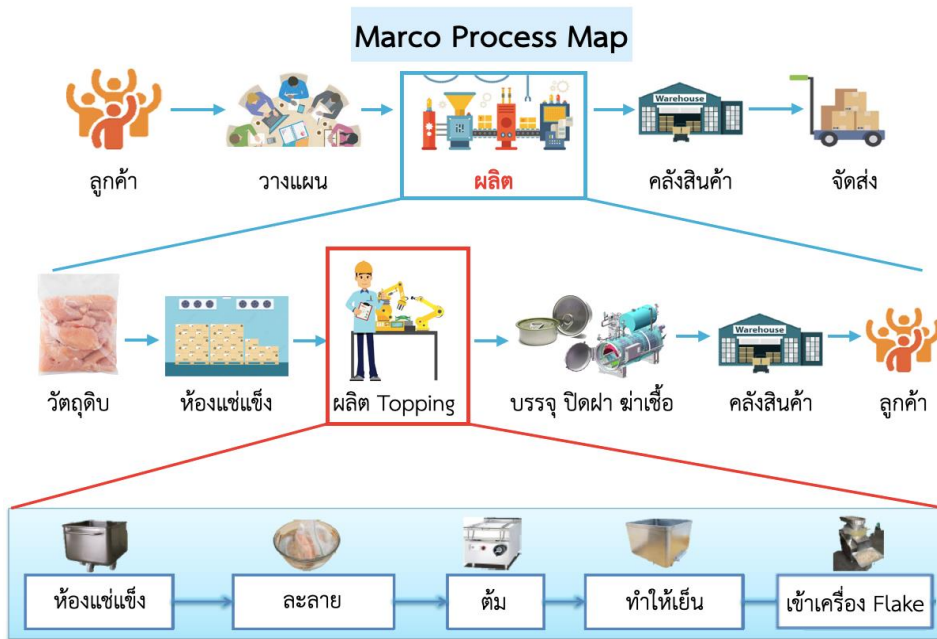 Marco Process Map
Warehouse
ลูกค้า
วางแผน
ผลิต
คลังสินค้า
จัดส่ง
Warehouse
วัตถุดิบ
ห้องแช่แข็ง
ผลิต Topping
บรรจุ ปิดฝา ฆ่าเชื้อ
คลังสินค้า
ลูกค้า
ห้องแช่แข็ง
ละลาย
ต้ม
ทำให้เย็น
เข้าเครื่อง Flake